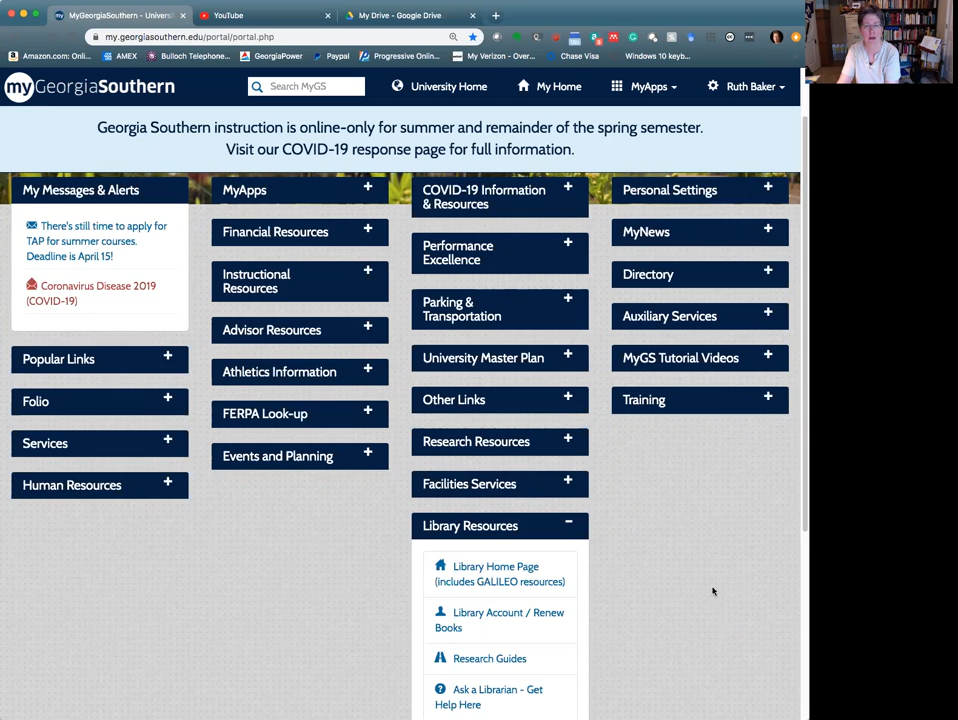 MyGeorgiaSouthern - Universi
YouTube
My Drive - Google Drive
my.georgiasouthern.edu/portal/portal.php
Amazon.com: Onli...
AMEX
Bulloch Telephone...
GeorgiaPower
Paypal
Progressive Onlin...
My Verizon - Over...
Chase Visa
Windows 10 keyb...
myGeorgiaSouthern
Search MyGS
University Home
My Home
MyApps
Ruth Baker
Georgia Southern instruction is online-only for summer and remainder of the spring semester.
Visit our COVID-19 response page for full information.
My Messages & Alerts
There's still time to apply for
TAP for summer courses.
Deadline is April 15!
Coronavirus Disease 2019
(COVID-19)
Popular Links
Folio
Services
Human Resources
MyApps
Financial Resources
Instructional
Resources
Advisor Resources
Athletics Information
FERPA Look-up
Events and Planning
COVID-19 Information
& Resources
Performance
Excellence
Parking &
Transportation
University Master Plan
Other Links
Research Resources
Facilities Services
Library Resources
Library Home Page
(includes GALILEO resources)
Library Account / Renew
Books
Research Guides
Ask a Librarian - Get
Help Here
Personal Settings
MyNews
Directory
Auxiliary Services
MyGS Tutorial Videos
Training